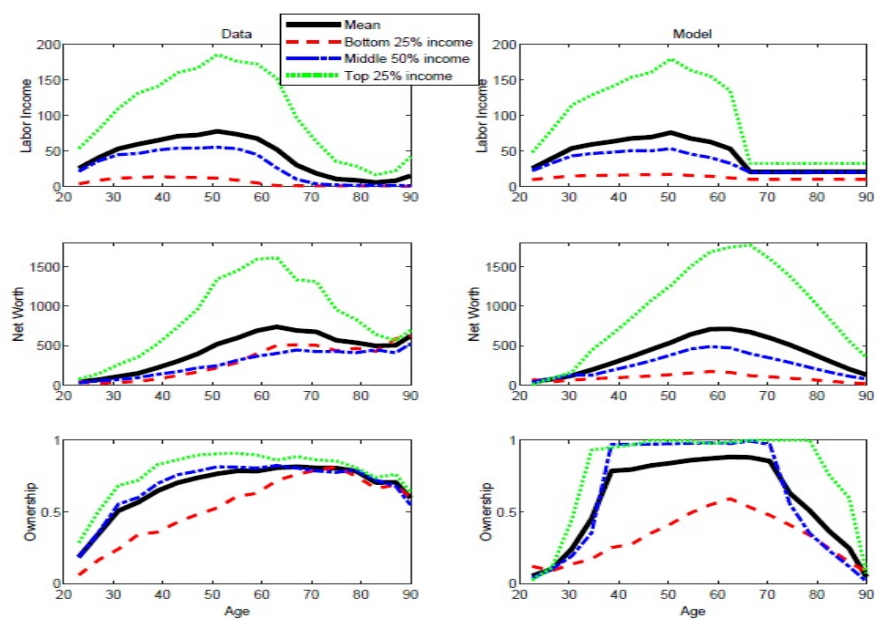 Data
Mean
Bottom 25% income
Middle 50% income
Top 25% income
Model
Labor Income
200
150
100
50
0
20 30 40 50 60 70 80 90
Labor Income
200
150
100
50
0
20 30 40 50 60 70 80 90
Net Worth
1500
1000
500
0
20 30 40 50 60 70 80 90
Net Worth
1500
1000
500
0
20 30 40 50 60 70 80 90
Ownership
1
0.5
0
20 30 40 50 60 70 80 90
Age
Ownership
1
0.5
0
20 30 40 50 60 70 80 90
Age